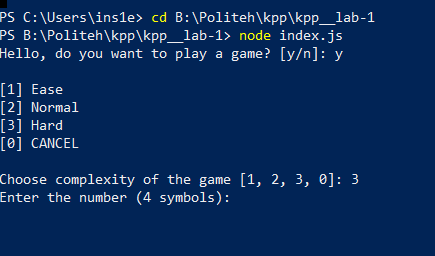 PS C:\Users\ins1e> cd B:\Politeh\kpp\kpp__lab-1
PS B:\Politeh\kpp\kpp__lab-1> node index.js
Hello, do you want to play a game? [y/n]: y
[1] Ease
[2] Normal
[3] Hard
[0] CANCEL
Choose complexity of the game [1, 2, 3, 0]: 3
Enter the number (4 symbols):